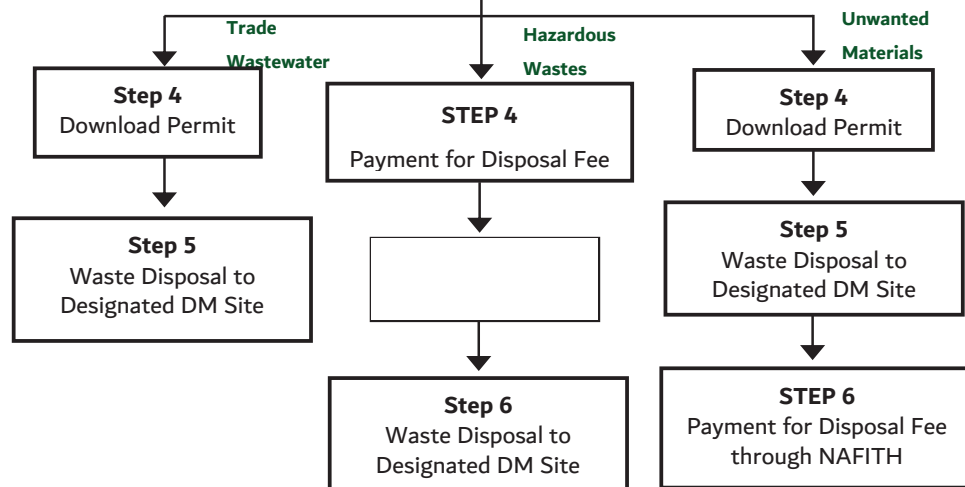 Trade
Wastewater
Step 4
Download Permit
Step 5
Waste Disposal to
Designated DM Site
Hazardous
Wastes
STEP 4
Payment for Disposal Fee
Step 6
Waste Disposal to
Designated DM Site
Unwanted
Materials
Step 4
Download Permit
Step 5
Waste Disposal to
Designated DM Site
STEP 6
Payment for Disposal Fee
through NAFITH